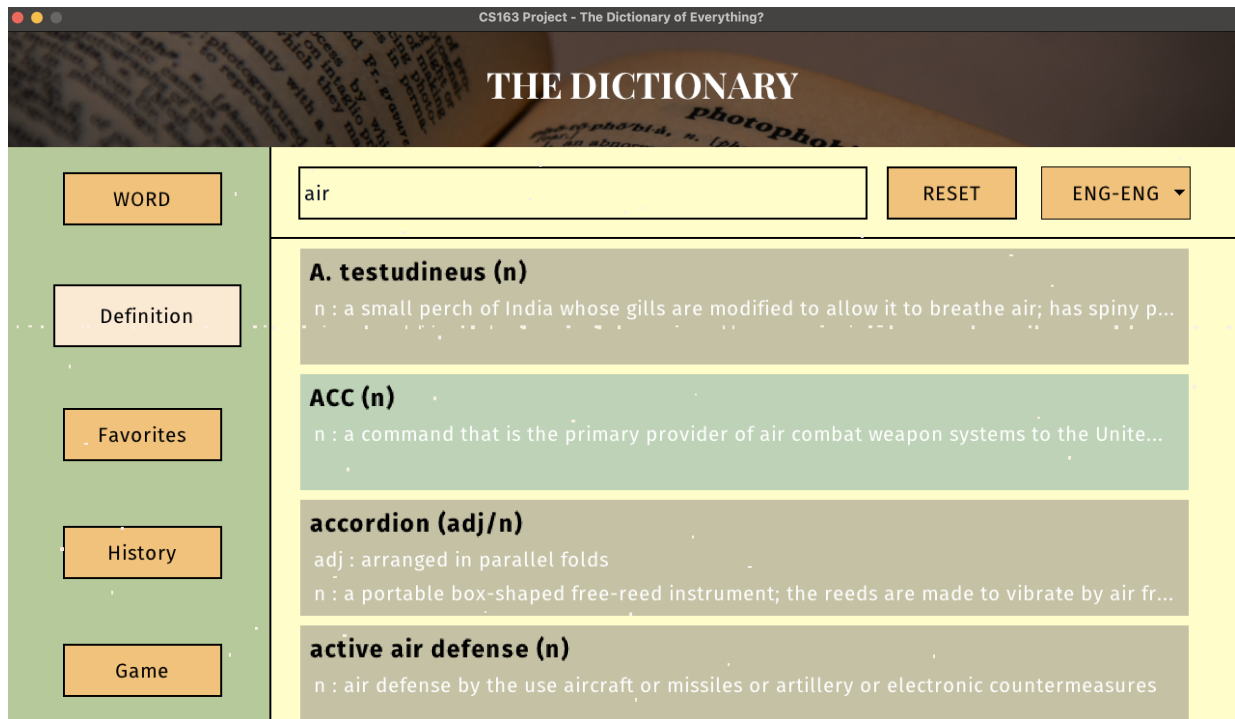 CS163 Project - The Dictionary of Everything?
THE DICTIONARY
photophob
WORD
air
RESET
ENG-ENG
Definition
A. testudineus (n)
n : a small perch of India whose gills are modified to allow it to breathe air; has spiny p...
ACC (n)
n : a command that is the primary provider of air combat weapon systems to the Unite...
Favorites
accordion (adj/n)
adj : arranged in parallel folds
n : a portable box-shaped free-reed instrument; the reeds are made to vibrate by air fr...
History
active air defense (n)
n : air defense by the use aircraft or missiles or artillery or electronic countermeasures
Game